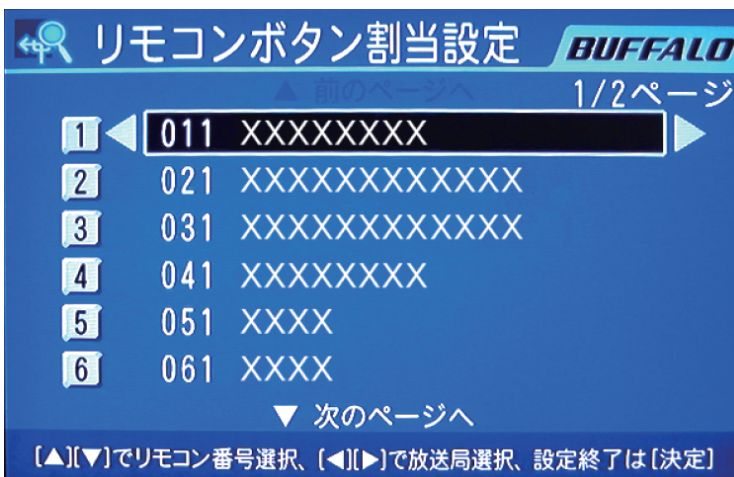 リモコンボタン割当設定 BUFFALO
▲ 前のページへ
1/2ページ
1 011 XXXXXXXX
2 021 XXXXXXXXXXXX
3 031 XXXXXXXXXXXX
4 041 XXXXXXXX
5 051 XXXX
6 061 XXXX
▼ 次のページへ
[▲][▼]でリモコン番号選択、[◀][▶]で放送局選択、設定終了は[決定]